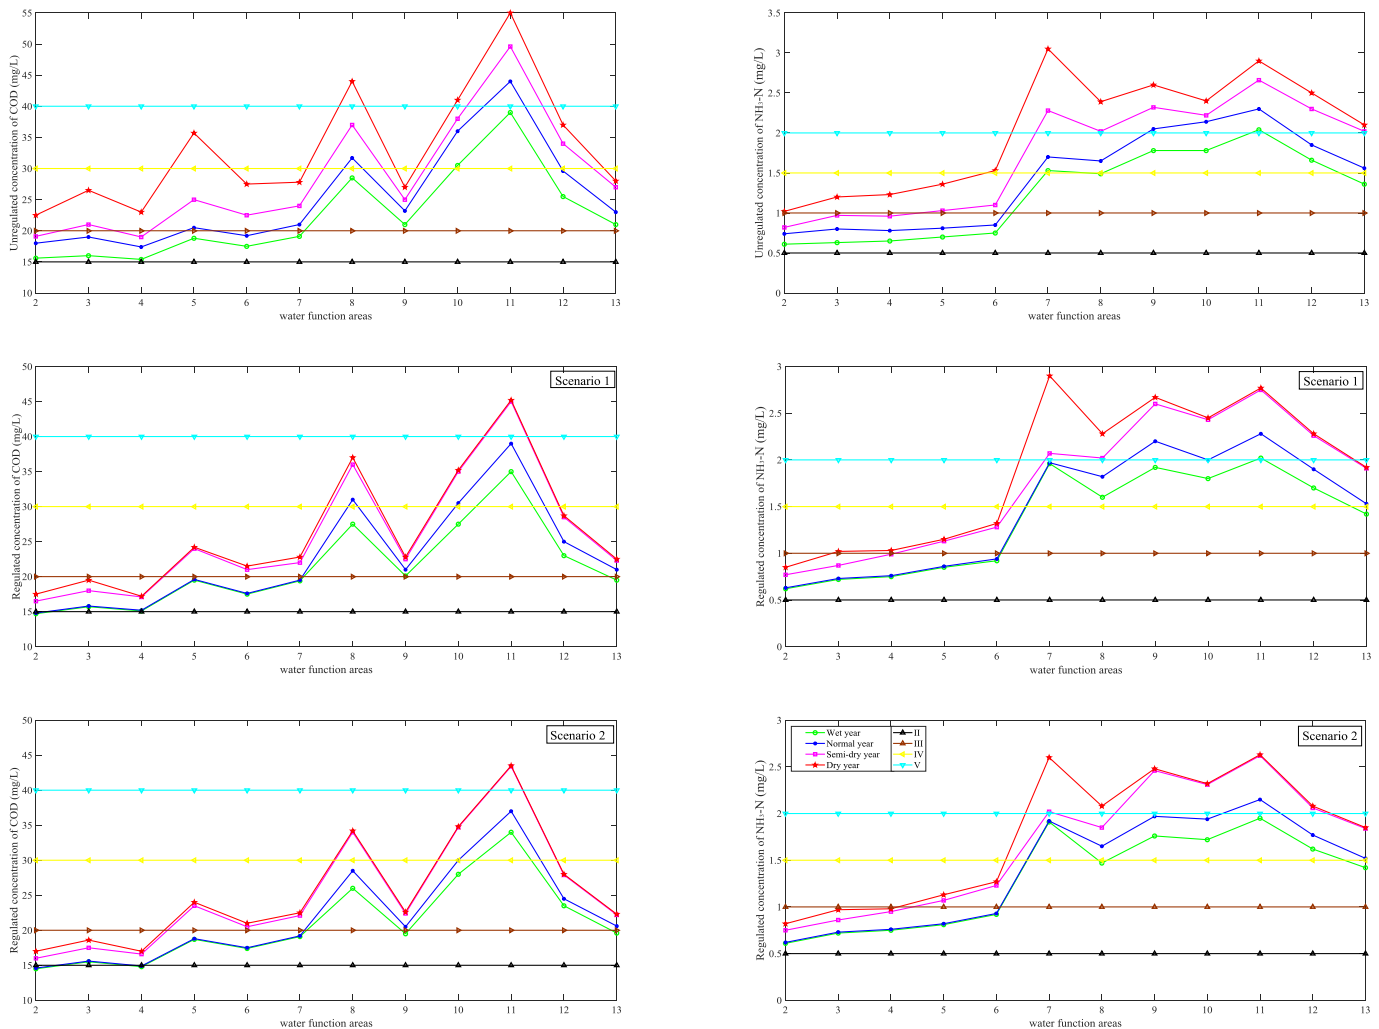 55
50
45
40
35
30
25
20
15
10
2 3 4 5 6 7 8 9 10 11 12 13
water function areas
Unregulated concentration of COD (mg/L)
3.5
3
2.5
2
1.5
1
0.5
0
2 3 4 5 6 7 8 9 10 11 12 13
water function areas
Unregulated concentration of NH3-N (mg/L)
Scenario 1
50
45
40
35
30
25
20
15
10
2 3 4 5 6 7 8 9 10 11 12 13
water function areas
Regulated concentration of COD (mg/L)
Scenario 1
3
2.5
2
1.5
1
0.5
0
2 3 4 5 6 7 8 9 10 11 12 13
water function areas
Regulated concentration of NH3-N (mg/L)
Scenario 2
50
45
40
35
30
25
20
15
10
2 3 4 5 6 7 8 9 10 11 12 13
water function areas
Regulated concentration of COD (mg/L)
Wet year II
Normal year III
Semi-dry year IV
Dry year V
Scenario 2
3
2.5
2
1.5
1
0.5
0
2 3 4 5 6 7 8 9 10 11 12 13
water function areas
Regulated concentration of NH3-N (mg/L)